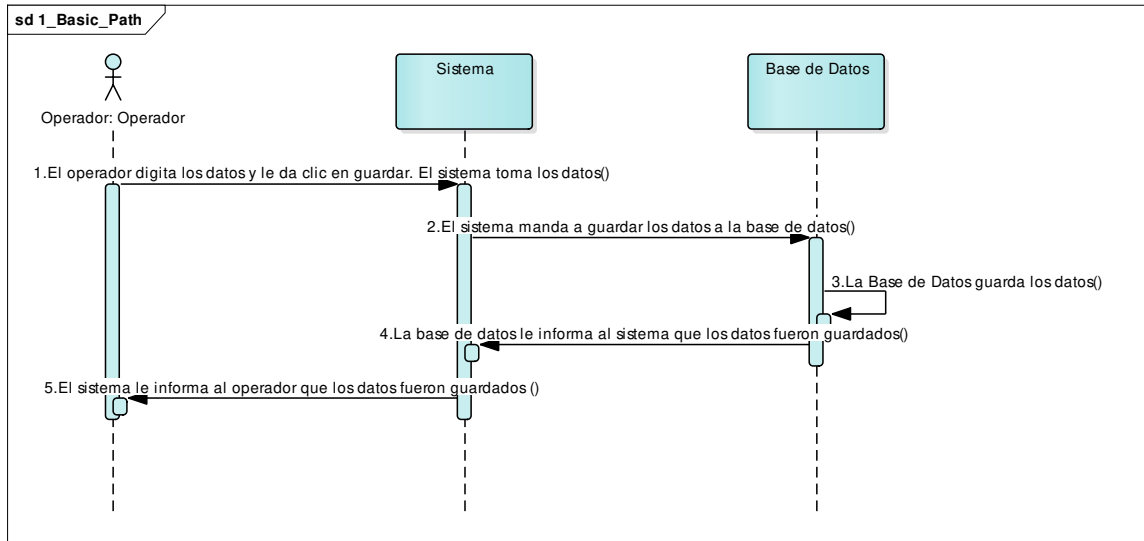 sd 1_Basic_Path
Operador: Operador
Sistema
Base de Datos
1.El operador digita los datos y le da clic en guardar. El sistema toma los datos()
2.El sistema manda a guardar los datos a la base de datos()
3.La Base de Datos guarda los datos()
4.La base de datos le informa al sistema que los datos fueron guardados()
5.El sistema le informa al operador que los datos fueron guardados ()